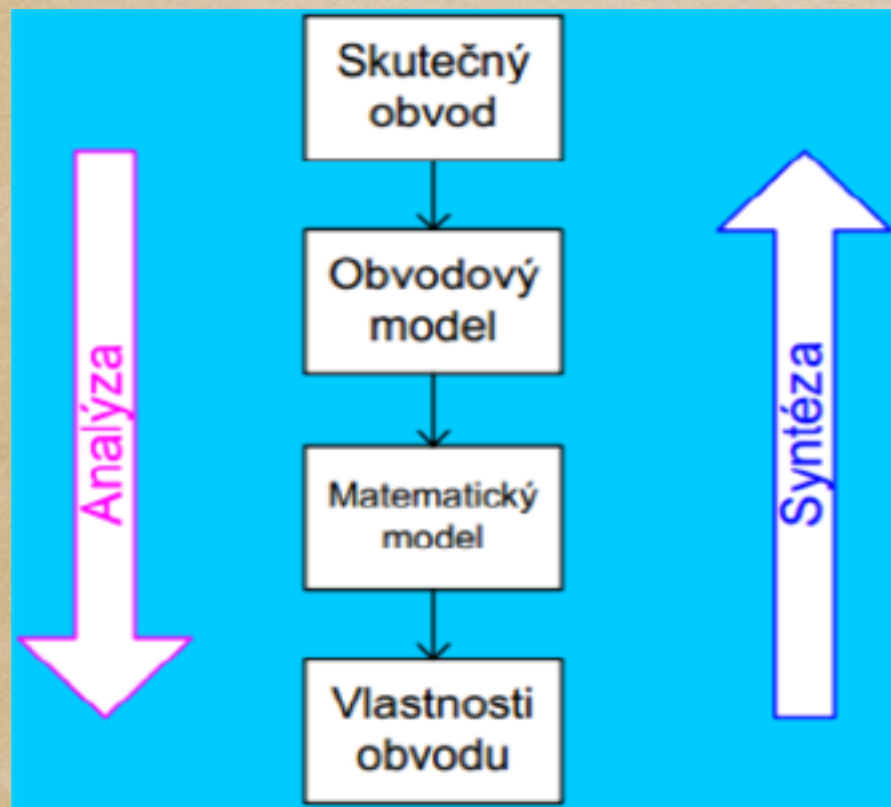 Skutečný
obvod
Obvodový
model
Matematický
model
Vlastnosti
obvodu
Analýza
Syntéza